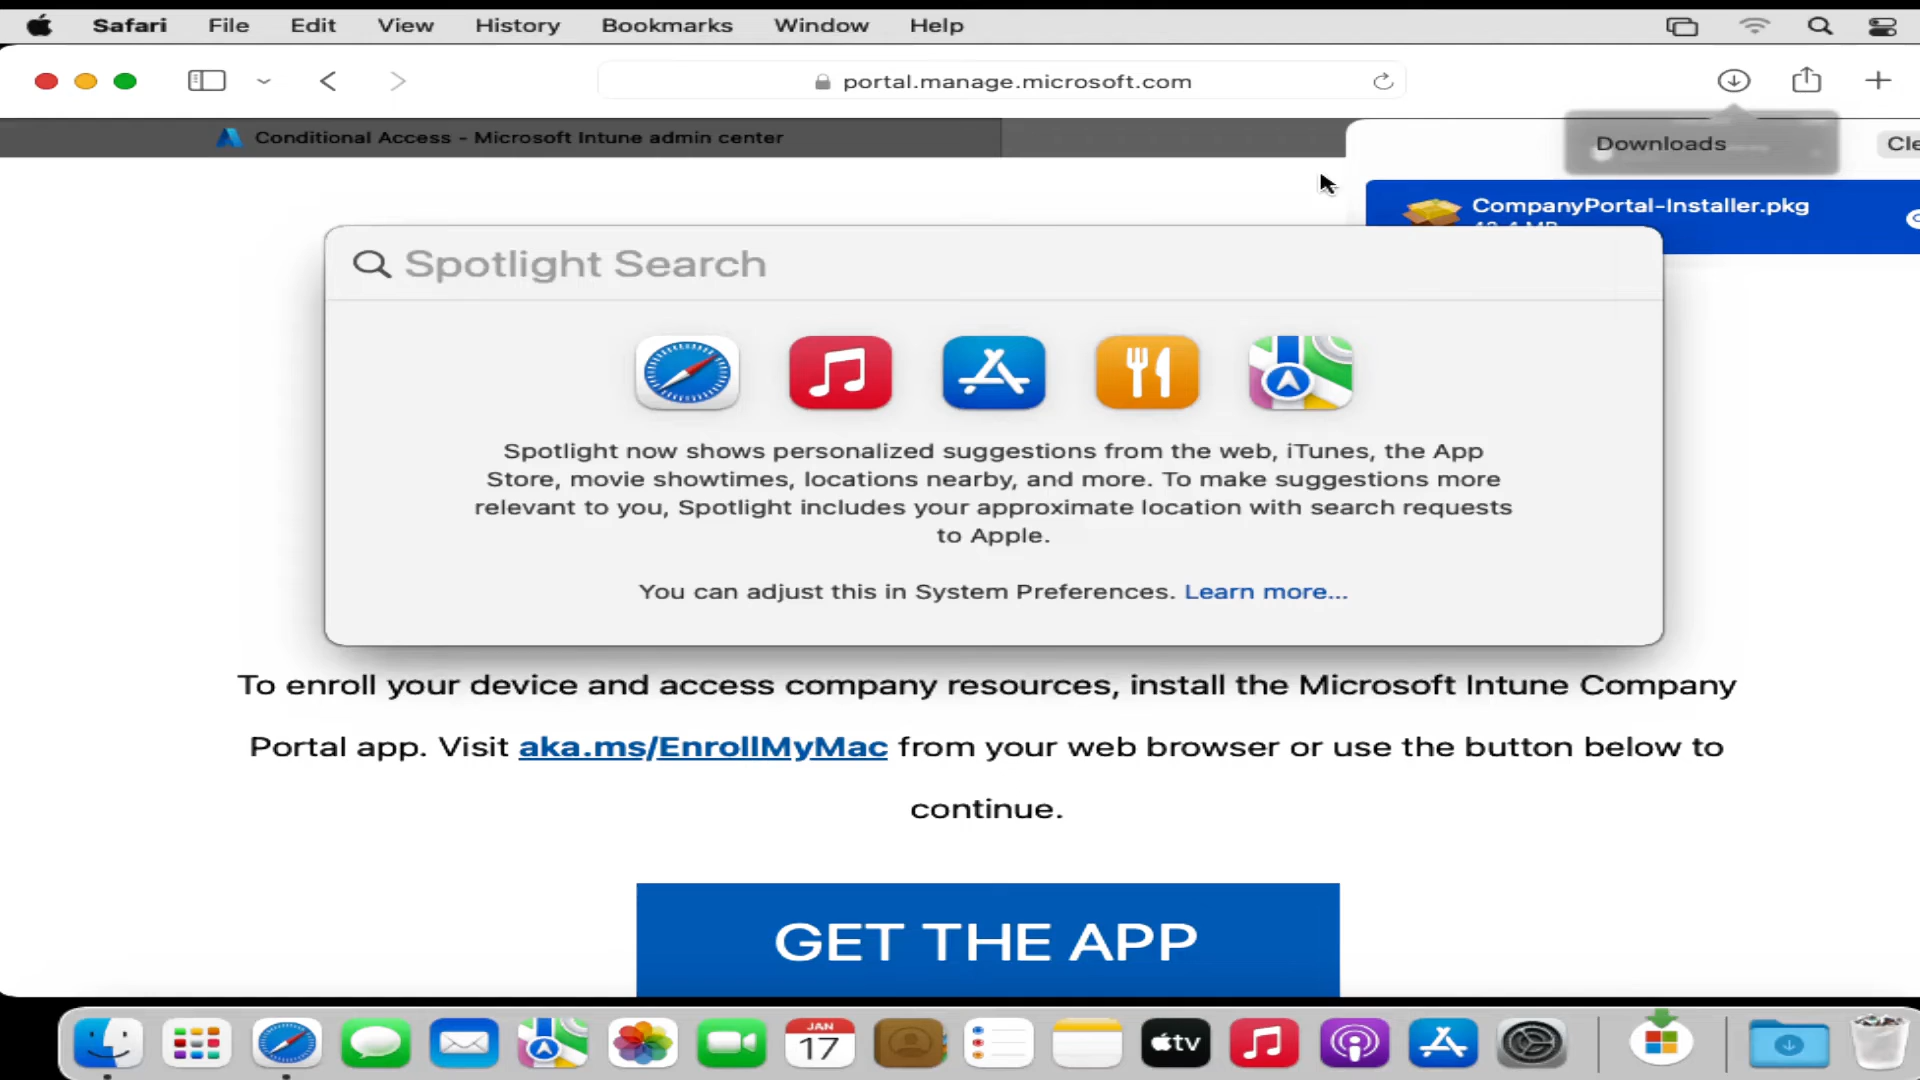 Safari File Edit View History Bookmarks Window Help
portal.manage.microsoft.com
Conditional Access - Microsoft Intune admin center
Downloads
Cle
CompanyPortal-Installer.pkg
Spotlight Search
Spotlight now shows personalized suggestions from the web, iTunes, the App
Store, movie showtimes, locations nearby, and more. To make suggestions more
relevant to you, Spotlight includes your approximate location with search requests
to Apple.
You can adjust this in System Preferences. Learn more...
To enroll your device and access company resources, install the Microsoft Intune Company
Portal app. Visit aka.ms/EnrollMyMac from your web browser or use the button below to
continue.
GET THE APP
JAN
17
tv